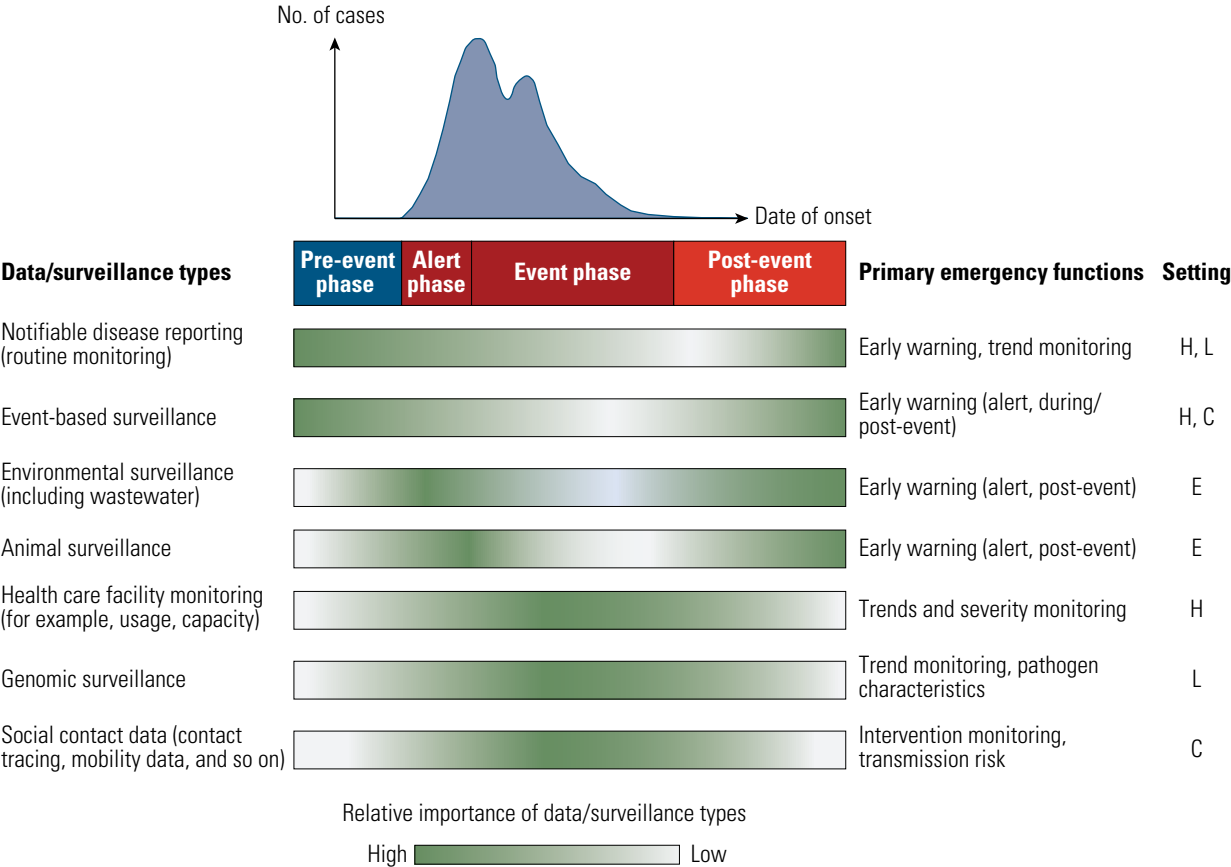 No. of cases
Date of onset
Data/surveillance types
Pre-event
phase
Alert
phase
Event phase
Post-event
phase
Primary emergency functions
Setting
Notifiable disease reporting
(routine monitoring)
Early warning, trend monitoring
H, L
Event-based surveillance
Early warning (alert, during/
post-event)
H, C
Environmental surveillance
(including wastewater)
Early warning (alert, post-event)
E
Animal surveillance
Early warning (alert, post-event)
E
Health care facility monitoring
(for example, usage, capacity)
Trends and severity monitoring
H
Genomic surveillance
Trend monitoring, pathogen
characteristics
L
Social contact data (contact
tracing, mobility data, and so on)
Intervention monitoring,
transmission risk
C
Relative importance of data/surveillance types
High
Low